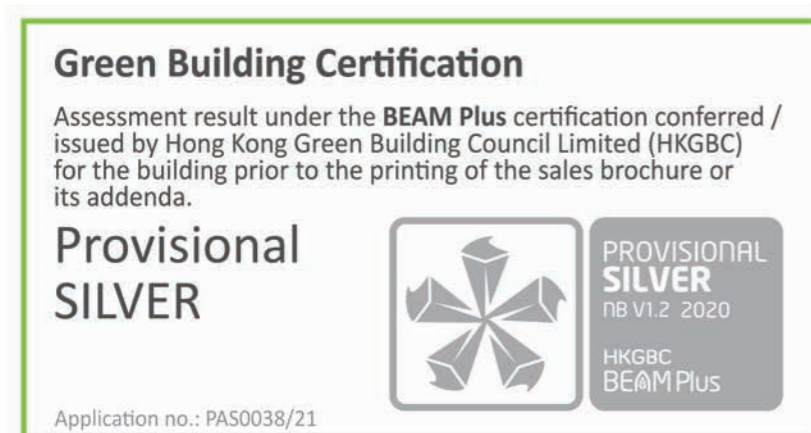 Green Building Certification
Assessment result under the BEAM Plus certification conferred /
issued by Hong Kong Green Building Council Limited (HKGBC)
for the building prior to the printing of the sales brochure or
its addenda.
Provisional
SILVER
PROVISIONAL
SILVER
NB V1.2 2020
HKGBC
BEAM Plus
Application no.: PAS0038/21